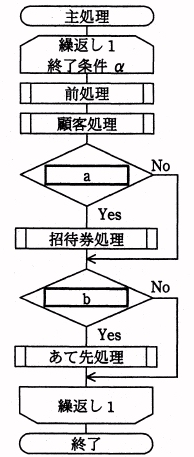 主処理
繰返し1
終了条件 α
前処理
顧客処理
a
No
Yes
招待券処理
b
No
Yes
あて先処理
繰返し1
終了